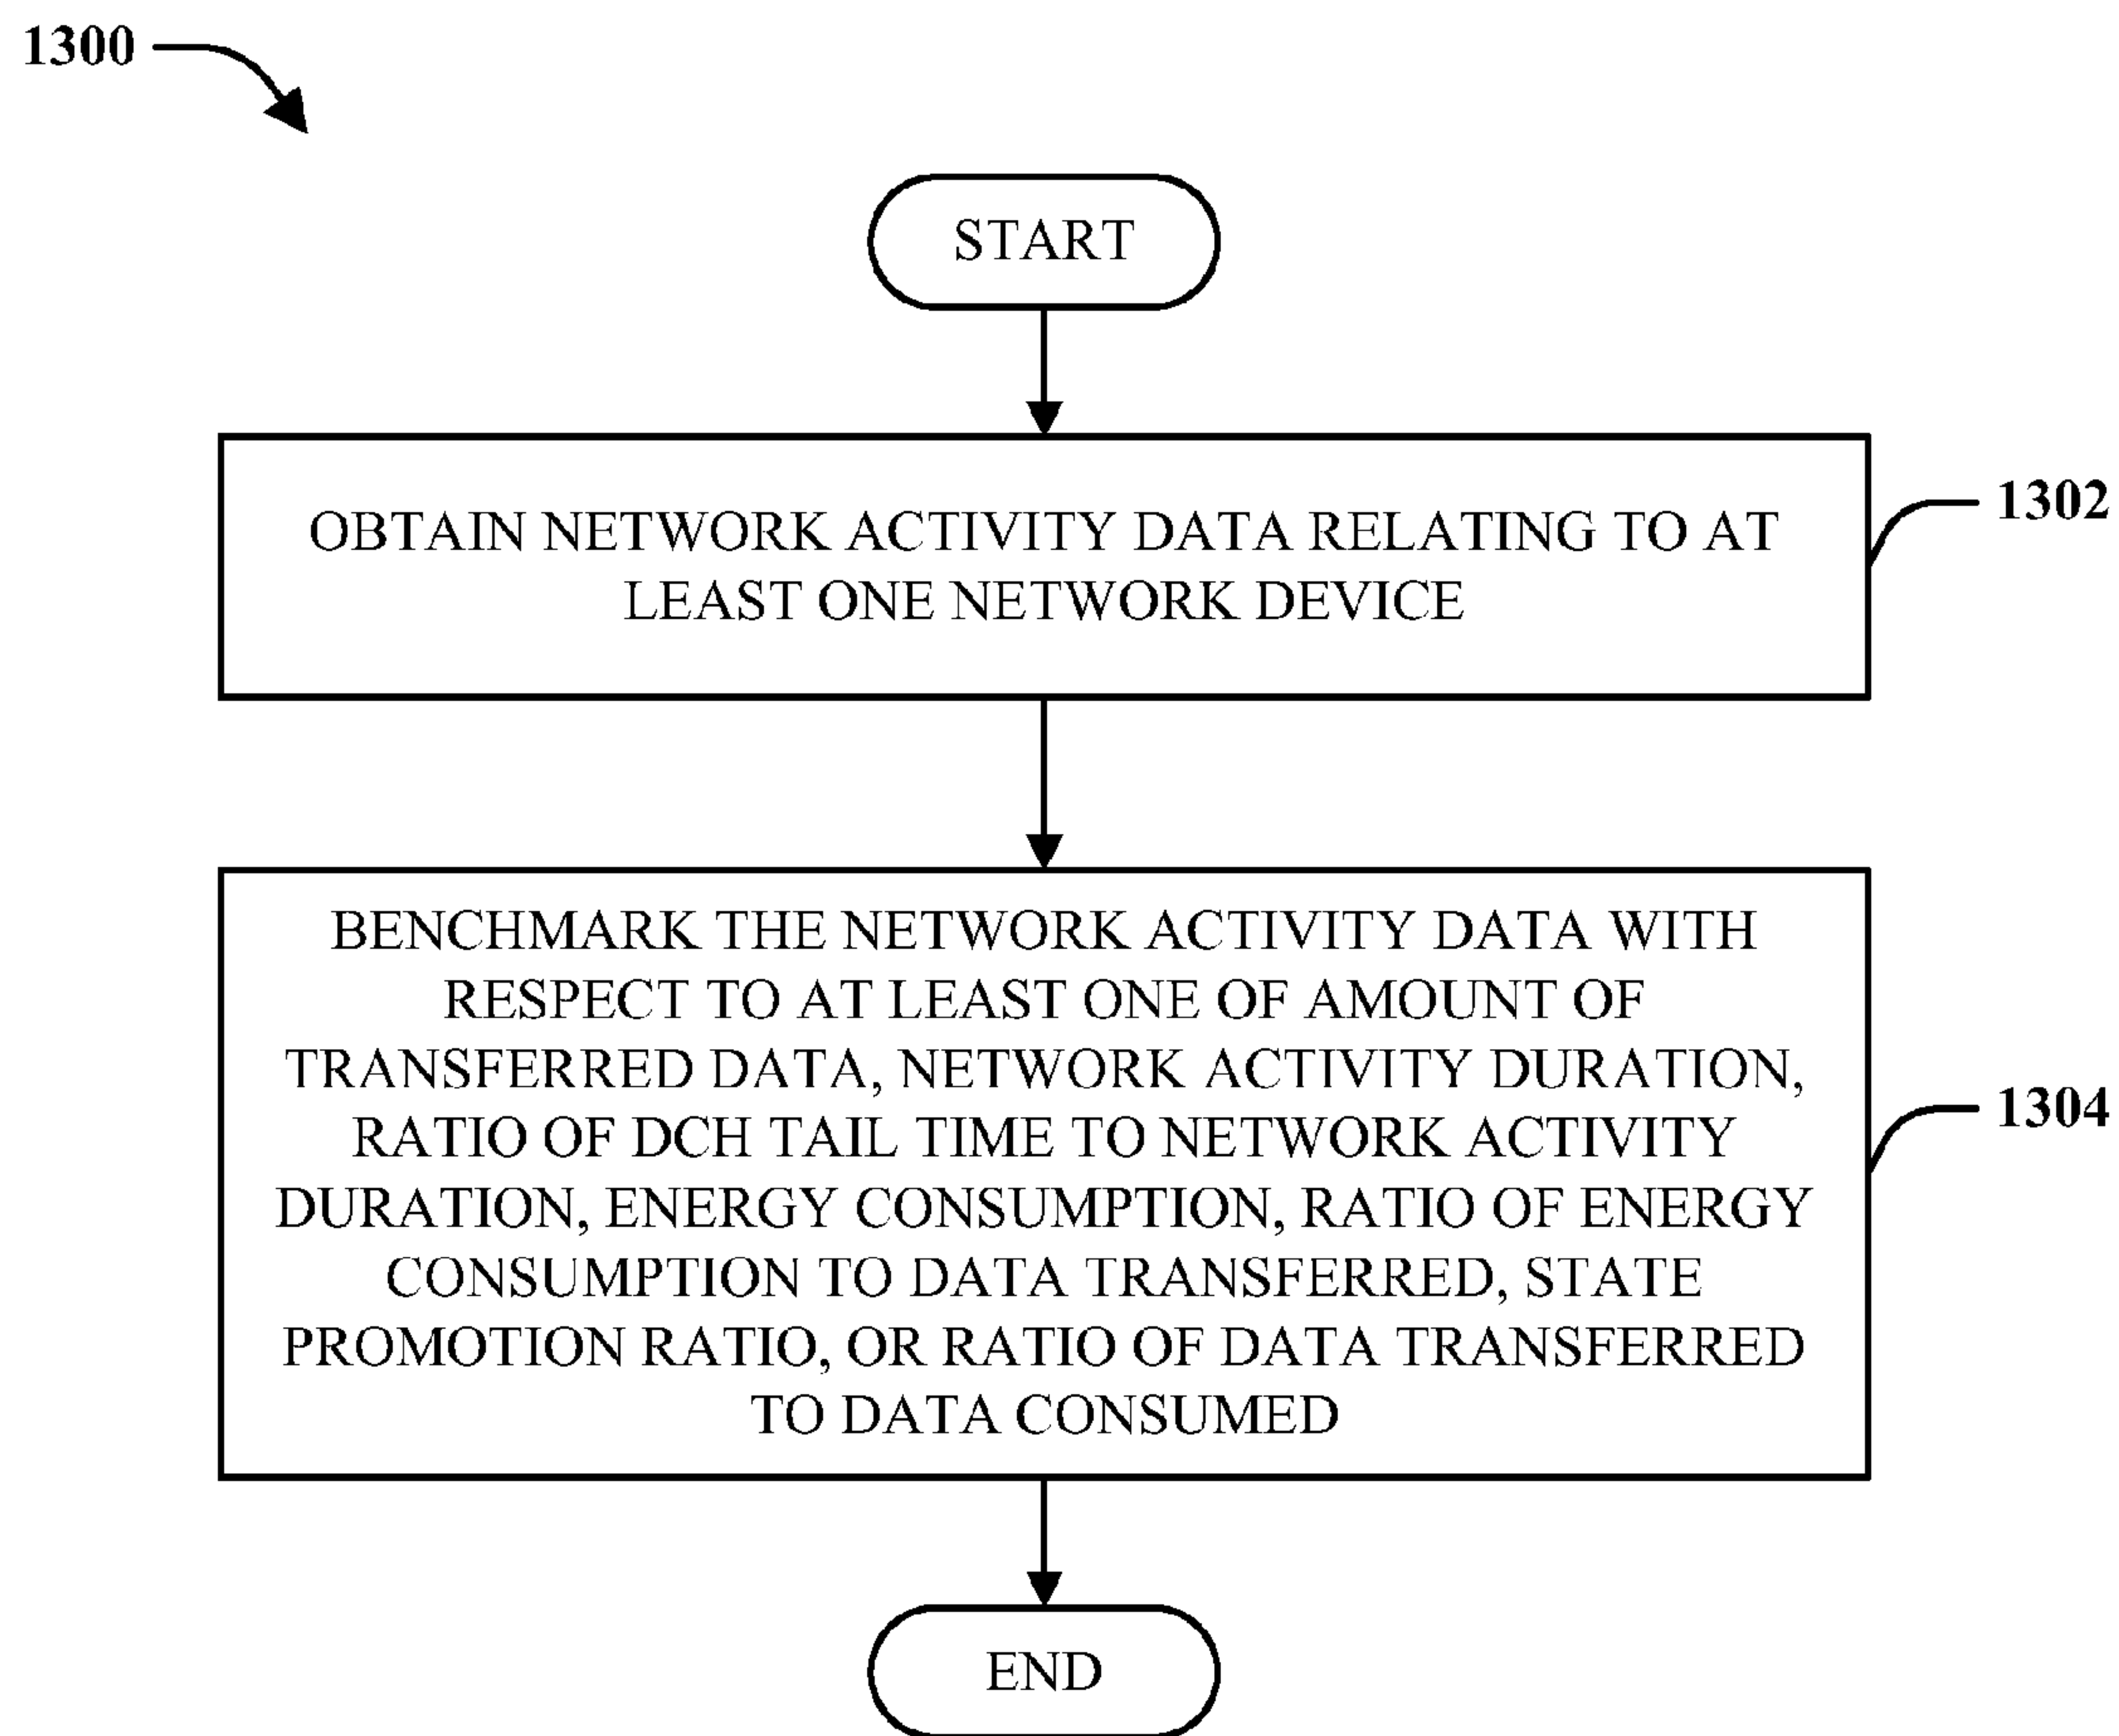 1300
START
OBTAIN NETWORK ACTIVITY DATA RELATING TO AT
LEAST ONE NETWORK DEVICE
1302
BENCHMARK THE NETWORK ACTIVITY DATA WITH
RESPECT TO AT LEAST ONE OF AMOUNT OF
TRANSFERRED DATA, NETWORK ACTIVITY DURATION,
RATIO OF DCH TAIL TIME TO NETWORK ACTIVITY
DURATION, ENERGY CONSUMPTION, RATIO OF ENERGY
CONSUMPTION TO DATA TRANSFERRED, STATE
PROMOTION RATIO, OR RATIO OF DATA TRANSFERRED
TO DATA CONSUMED
1304
END